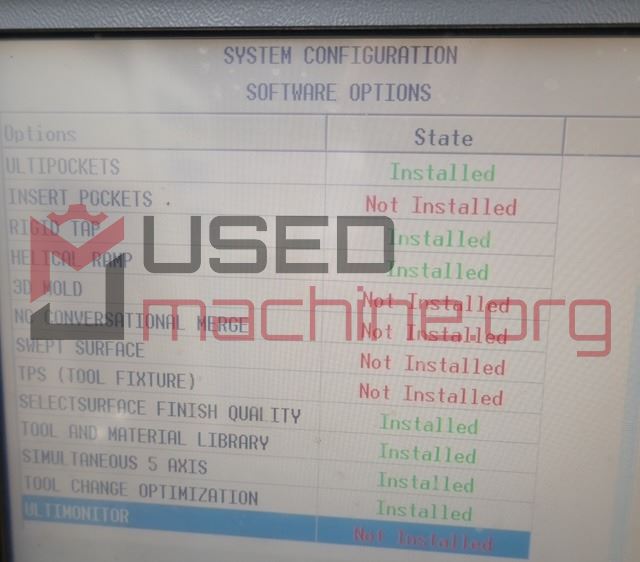 SYSTEM CONFIGURATION
SOFTWARE OPTIONS
Options State
ULTIPOCKETS Installed
INSERT POCKETS Not Installed
RIGID TAP Installed
HELICAL RAMP Installed
3D MOLD Not Installed
NC CONVERSATIONAL MERGE Not Installed
SWEPT SURFACE Not Installed
TPS (TOOL FIXTURE) Not Installed
SELECTSURFACE FINISH QUALITY Installed
TOOL AND MATERIAL LIBRARY Installed
SIMULTANEOUS 5 AXIS Installed
TOOL CHANGE OPTIMIZATION Installed
ULTIMONITOR Not Installed
USED
machine.org